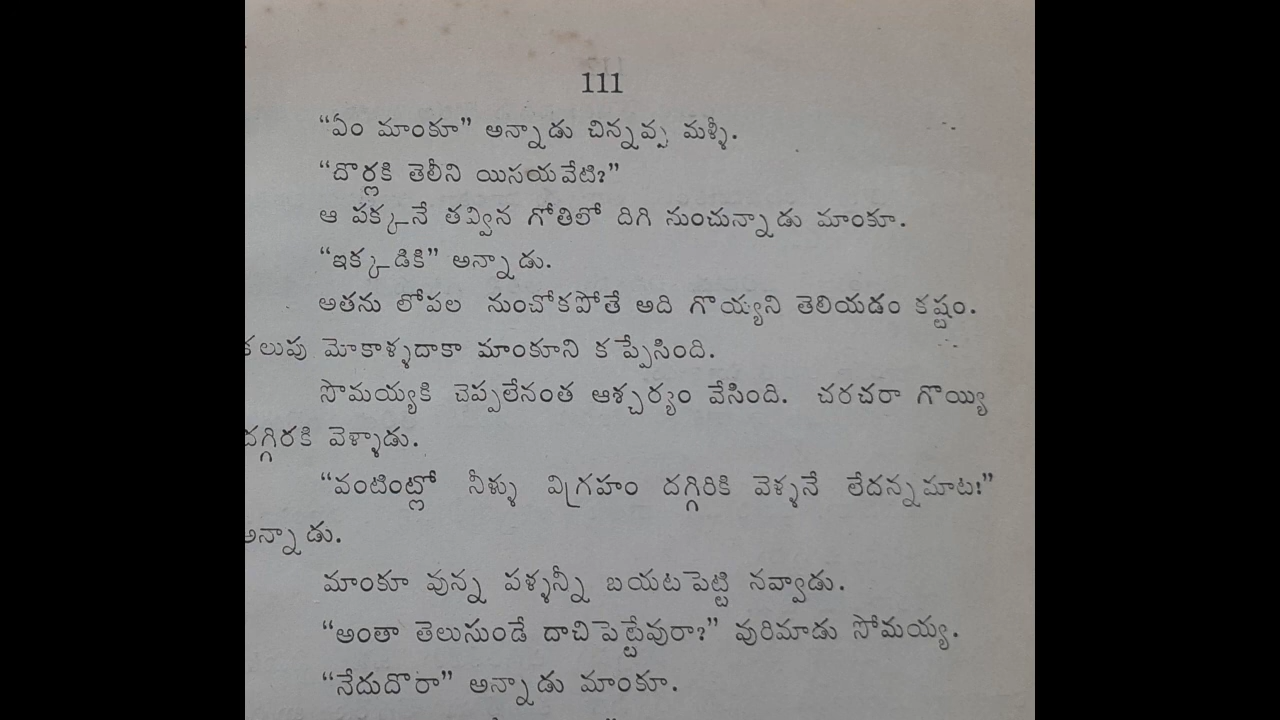 111
“ఏం మాంకూ” అన్నాడు చిన్నవ్వ మళ్ళీ.
“దొర్లకి తెలీని యిసయవేటి?”
ఆ పక్కనే తవ్విన గోతిలో దిగి నుంచున్నాడు మాంకూ.
“ఇక్కడికి” అన్నాడు.
అతను లోపల నుంచోకపోతే అది గొయ్యని తెలియడం కష్టం.
కలుపు మోకాళ్ళదాకా మాంకూని కప్పేసింది.
సోమయ్యకి చెప్పలేనంత ఆశ్చర్యం వేసింది. చరచరా గొయ్యి
దగ్గిరకి వెళ్ళాడు.
“వంటింట్లో నీళ్ళు విగ్రహం దగ్గిరికి వెళ్ళనే లేదన్నమాట!”
అన్నాడు.
మాంకూ వున్న పళ్ళన్నీ బయటపెట్టి నవ్వాడు.
“అంతా తెలుసుండే దాచిపెట్టేవురా?” వురిమాడు సోమయ్య.
“నేదుదొరా” అన్నాడు మాంకూ.